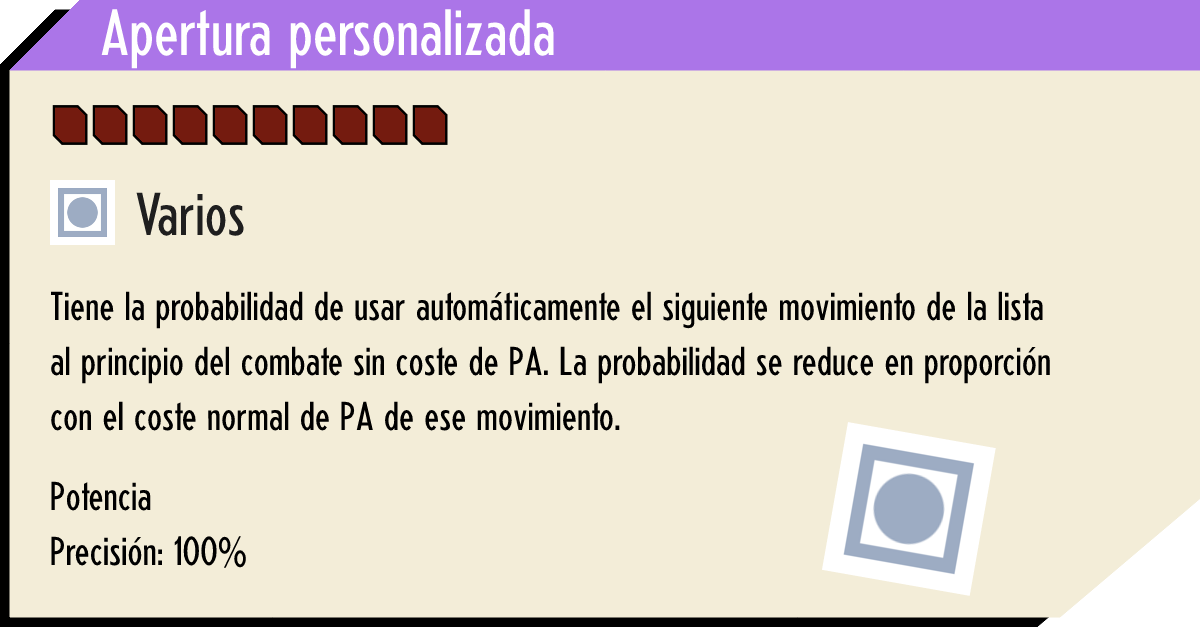 Apertura personalizada
Varios
Tiene la probabilidad de usar automáticamente el siguiente movimiento de la lista
al principio del combate sin coste de PA. La probabilidad se reduce en proporción
con el coste normal de PA de ese movimiento.
Potencia
Precisión: 100%